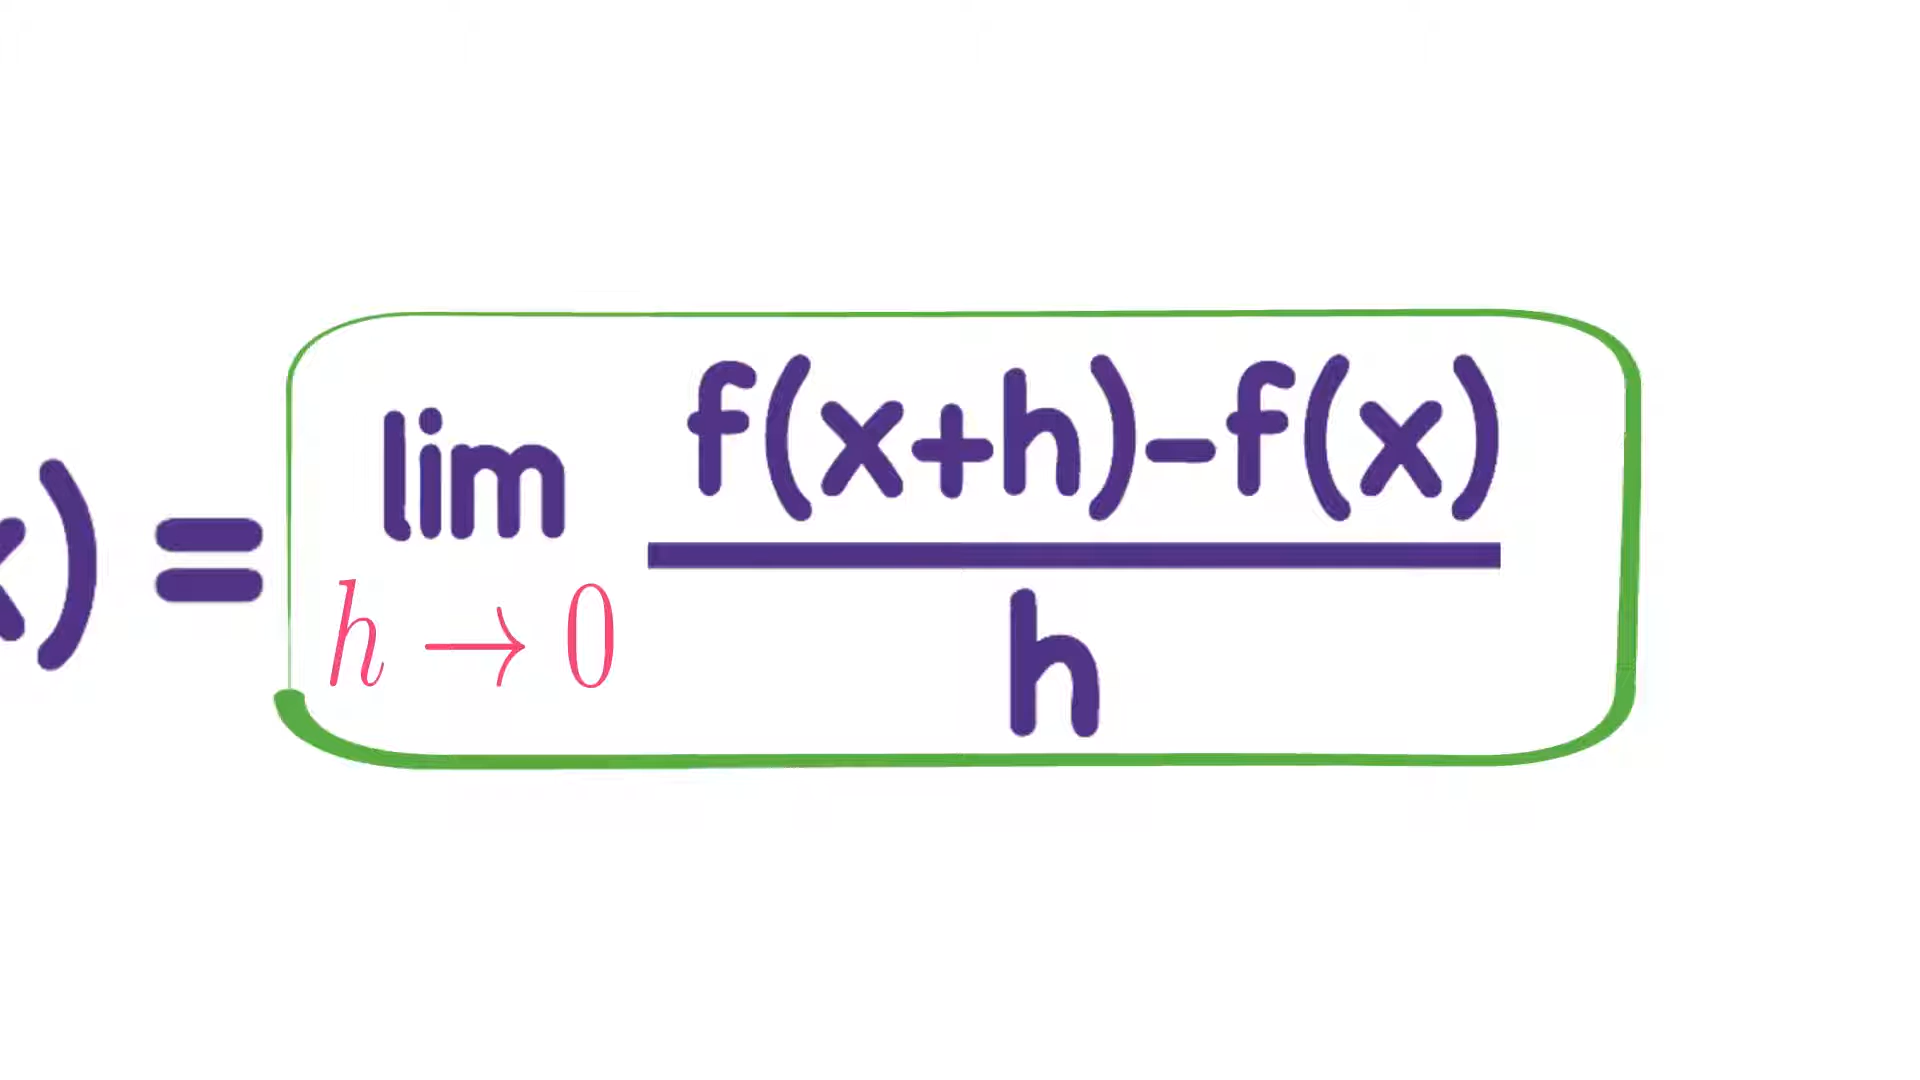 f(x+h)-f(x)
) = lim
h → 0
h